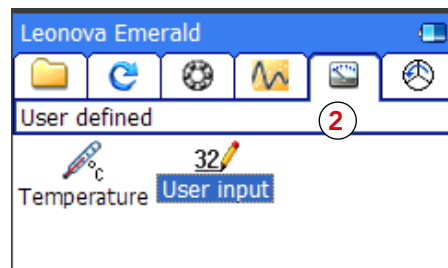 Leonova Emerald
User defined
2
°C
32
Temperature User input